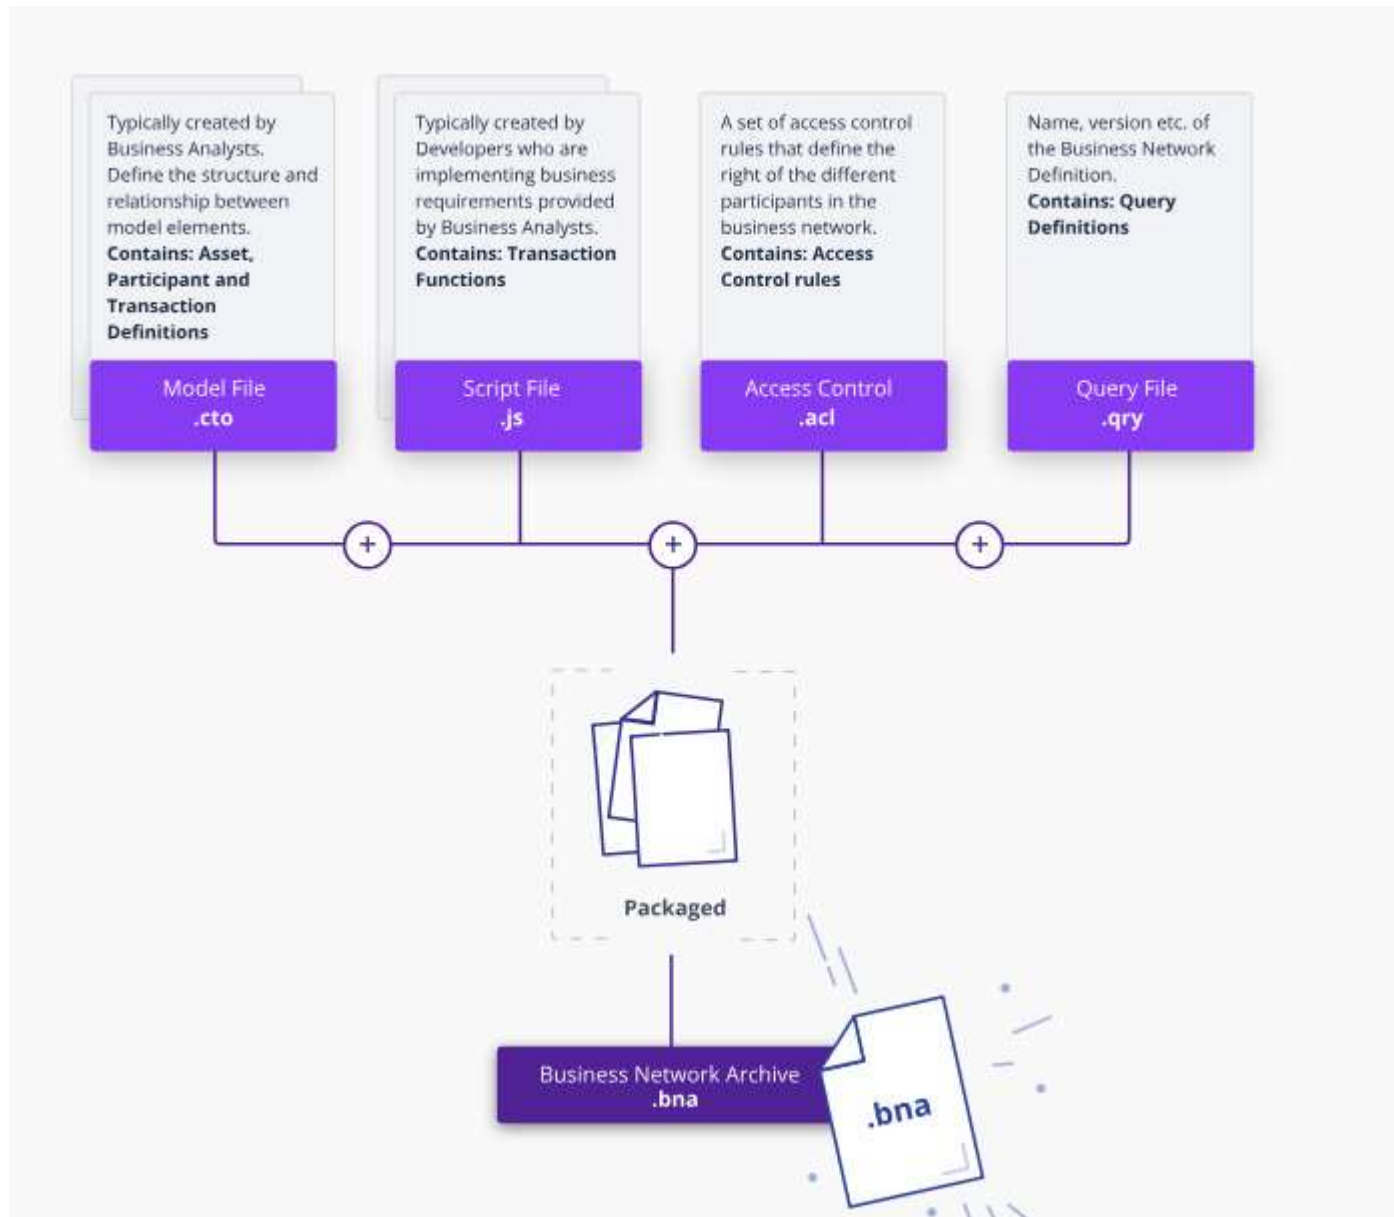 Typically created by
Business Analysts.
Define the structure and
relationship between
model elements.
Contains: Asset,
Participant and
Transaction
Definitions
Model File
.cto
Typically created by
Developers who are
implementing business
requirements provided
by Business Analysts.
Contains: Transaction
Functions
Script File
.js
A set of access control
rules that define the
right of the different
participants in the
business network.
Contains: Access
Control rules
Access Control
.acl
Name, version etc. of
the Business Network
Definition.
Contains: Query
Definitions
Query File
.qry
+
+
+
Packaged
Business Network Archive
.bna
.bna